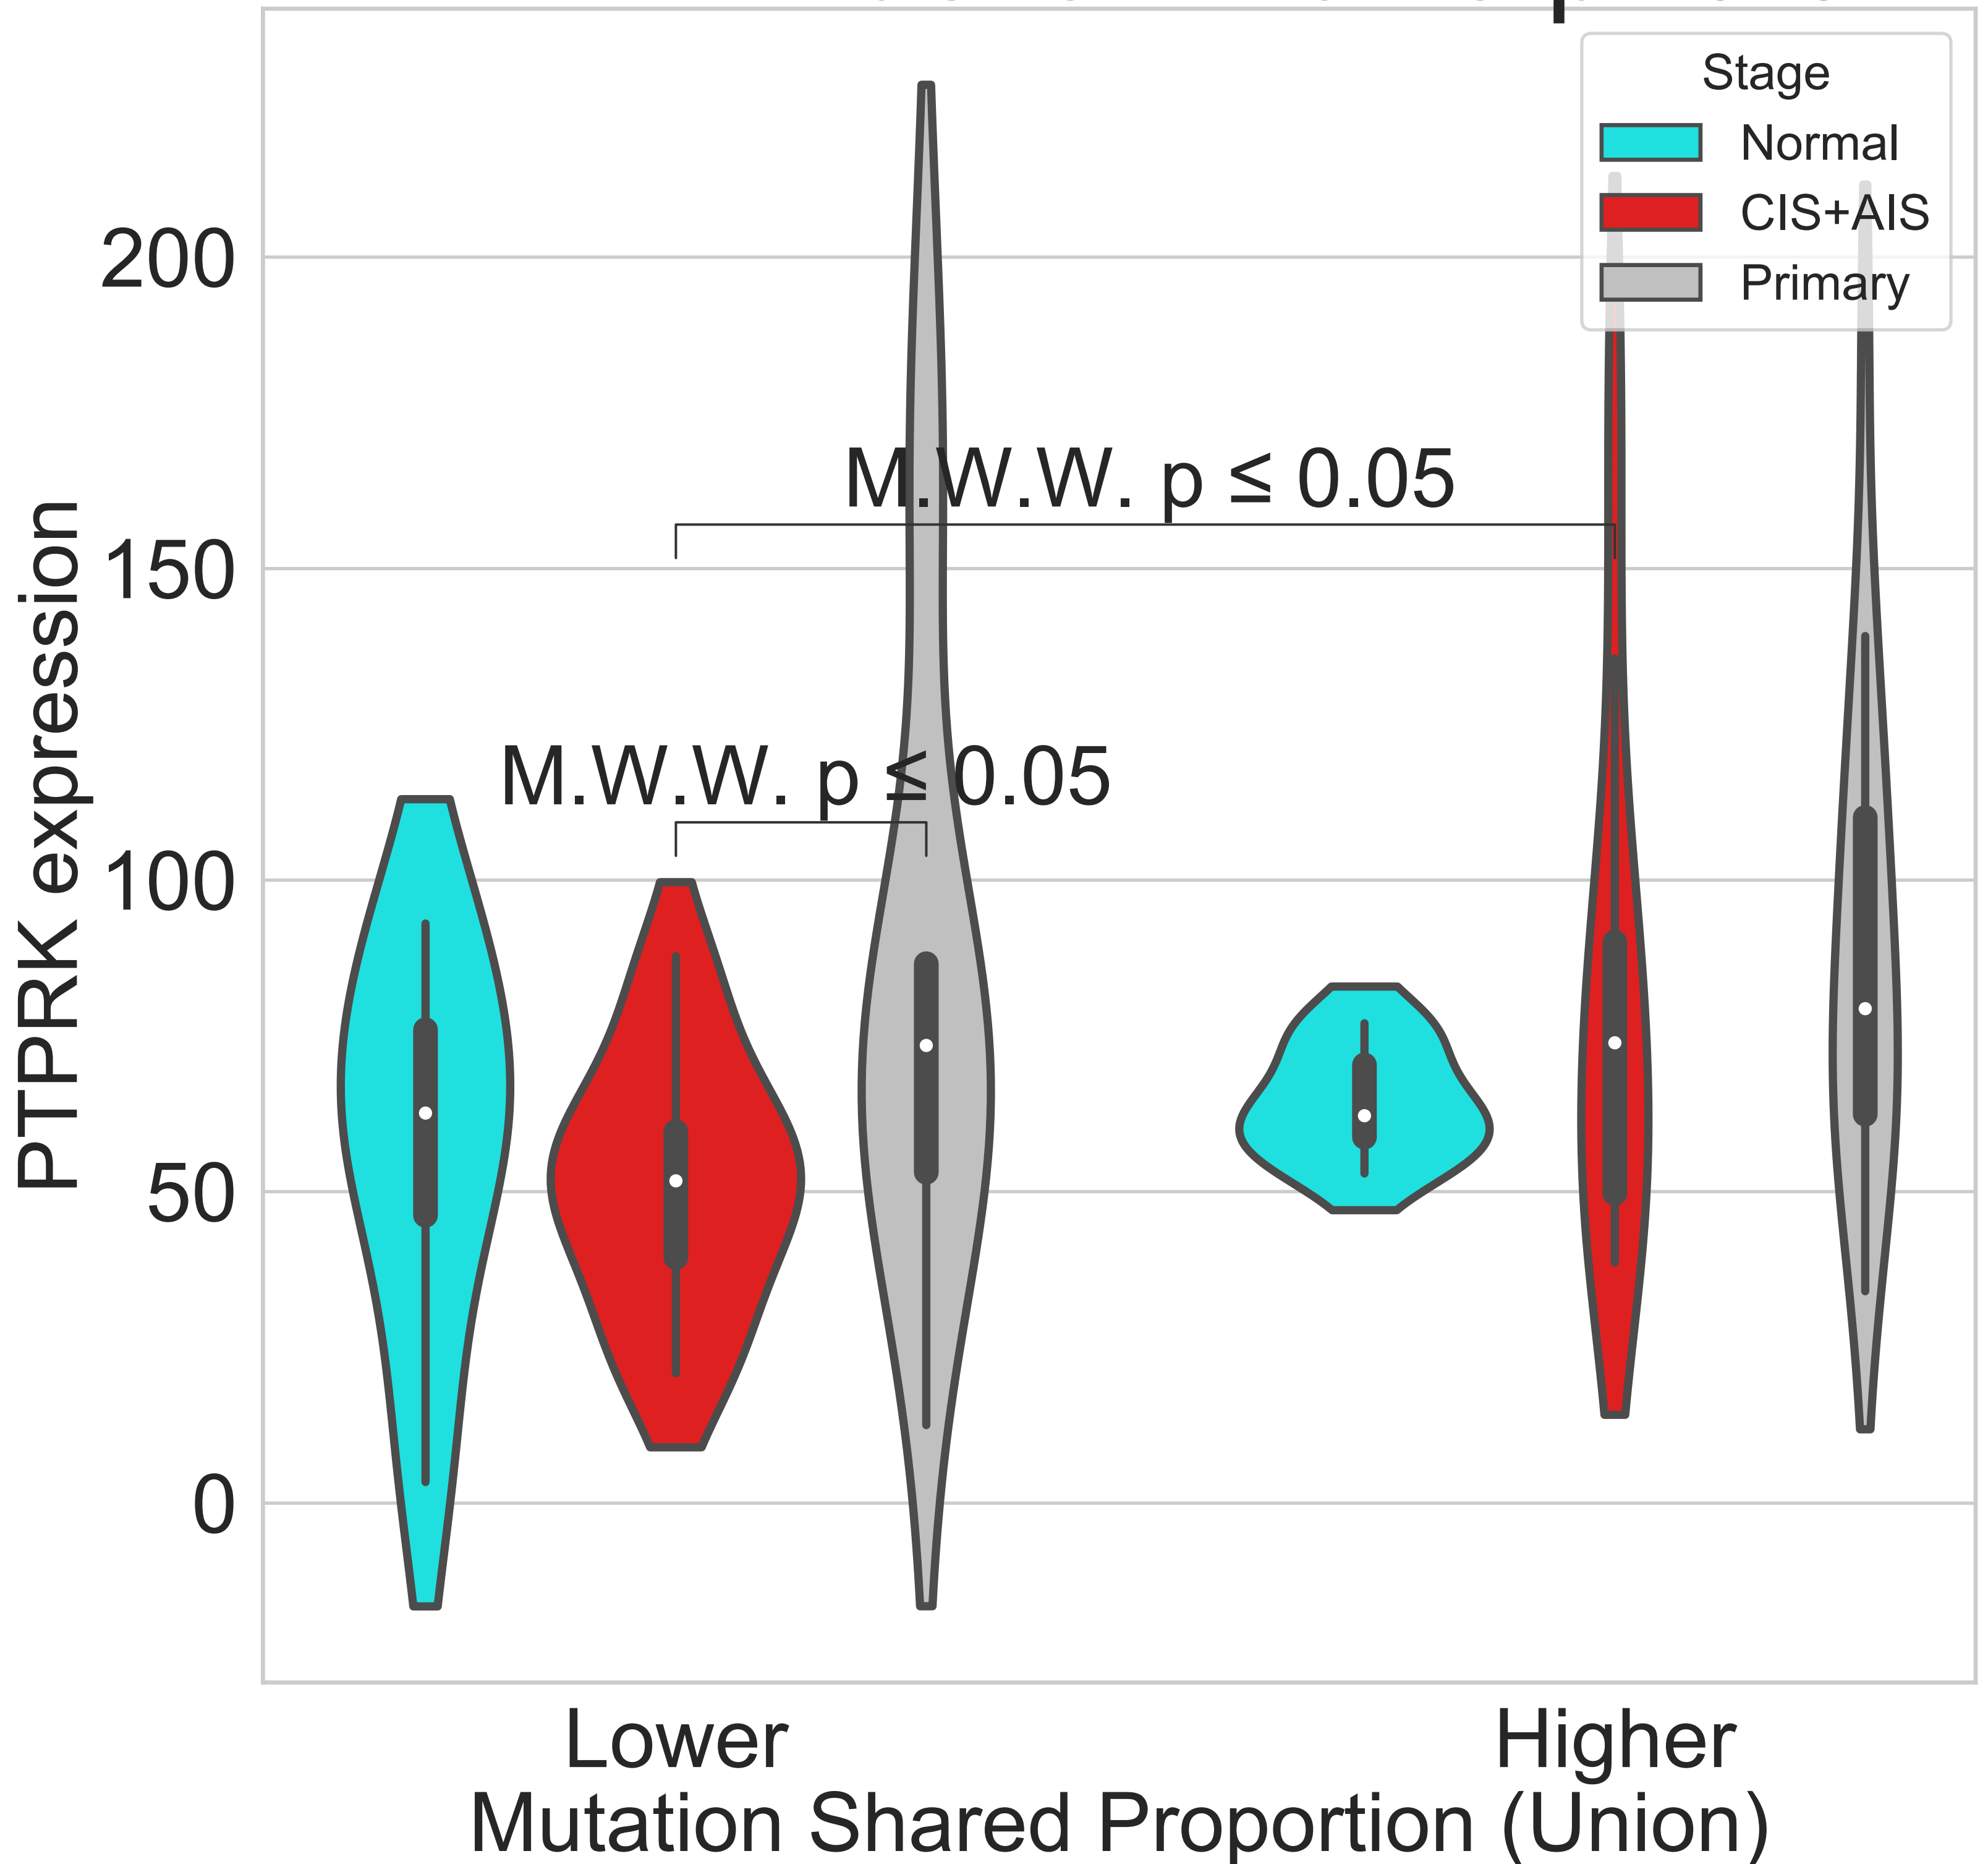 Stage
Normal
CIS+AIS
Primary
200
150
100
50
0
PTPRK expression
M.W.W. p ≤ 0.05
M.W.W. p ≤ 0.05
Lower
Higher
Mutation Shared Proportion (Union)